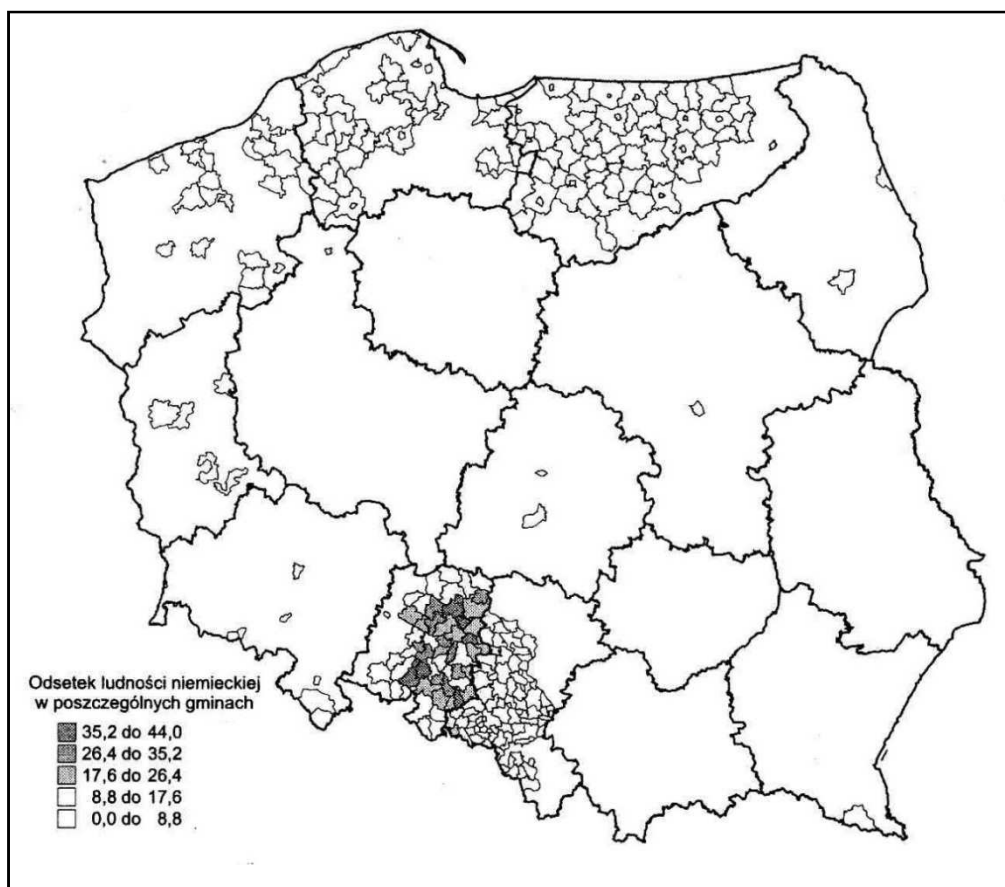 Odsetek ludności niemieckiej
w poszczególnych gminach
35,2 do 44,0
26,4 do 35,2
17,6 do 26,4
8,8 do 17,6
0,0 do 8,8